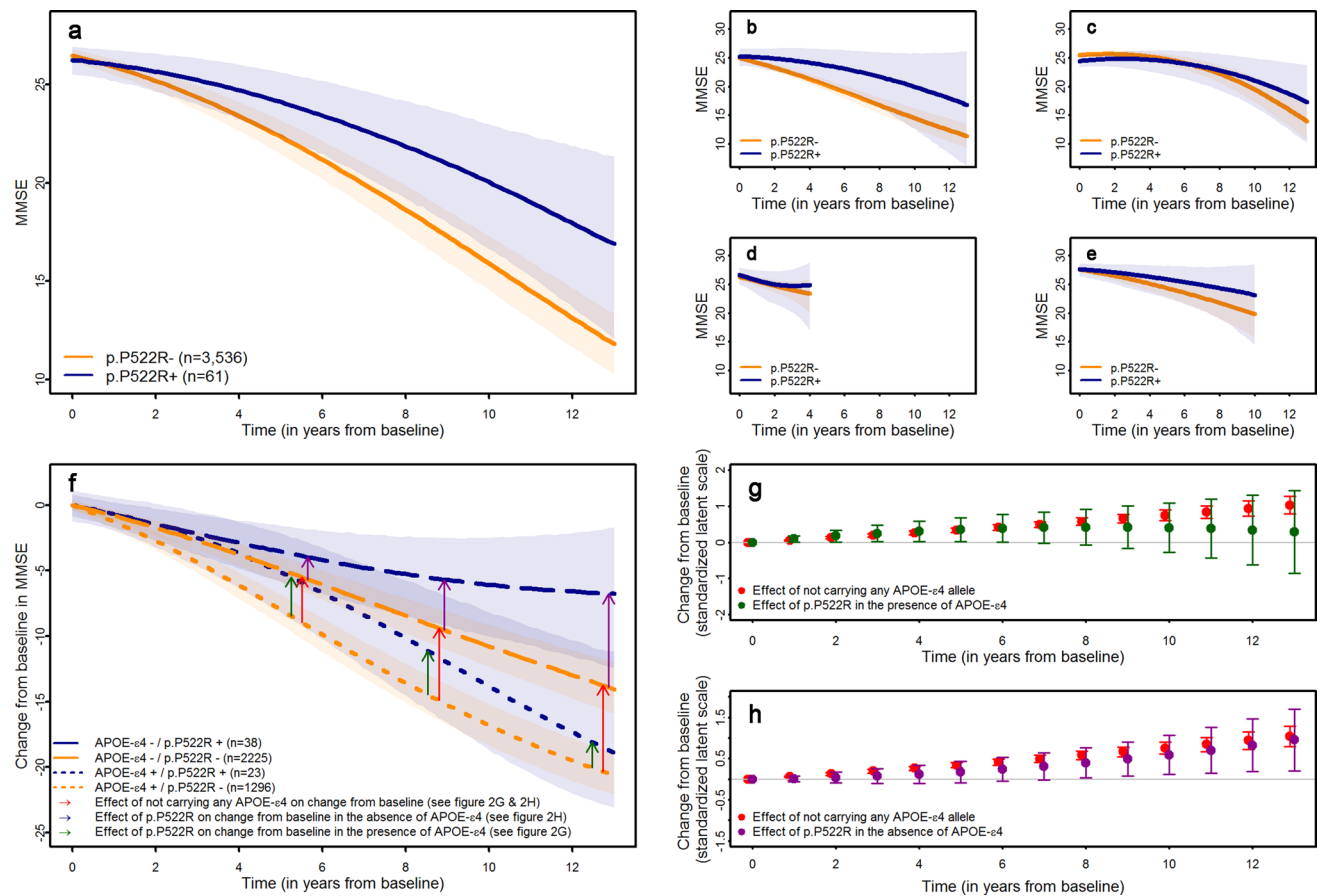 a
MMSE
25
20
15
10
p.P522R- (n=3,536)
p.P522R+ (n=61)
0 2 4 6 8 10 12
Time (in years from baseline)
b
MMSE
30
25
20
15
10
p.P522R-
p.P522R+
0 2 4 6 8 10 12
Time (in years from baseline)
c
MMSE
30
25
20
15
10
p.P522R-
p.P522R+
0 2 4 6 8 10 12
Time (in years from baseline)
d
MMSE
30
25
20
15
10
p.P522R-
p.P522R+
0 2 4 6 8 10 12
Time (in years from baseline)
e
MMSE
30
25
20
15
10
p.P522R-
p.P522R+
0 2 4 6 8 10 12
Time (in years from baseline)
f
Change from baseline in MMSE
0
-5
-10
-15
-20
-25
APOE-ε4 - / p.P522R + (n=38)
APOE-ε4 - / p.P522R - (n=2225)
APOE-ε4 + / p.P522R + (n=23)
APOE-ε4 + / p.P522R - (n=1296)
Effect of not carrying any APOE-ε4 on change from baseline (see figure 2G & 2H)
Effect of p.P522R on change from baseline in the absence of APOE-ε4 (see figure 2H)
Effect of p.P522R on change from baseline in the presence of APOE-ε4 (see figure 2G)
0 2 4 6 8 10 12
Time (in years from baseline)
g
Change from baseline
(standardized latent scale)
2
1
0
-1
-2
Effect of not carrying any APOE-ε4 allele
Effect of p.P522R in the presence of APOE-ε4
0 2 4 6 8 10 12
Time (in years from baseline)
h
Change from baseline
(standardized latent scale)
1.5
0.5
-0.5
-1.5
Effect of not carrying any APOE-ε4 allele
Effect of p.P522R in the absence of APOE-ε4
0 2 4 6 8 10 12
Time (in years from baseline)